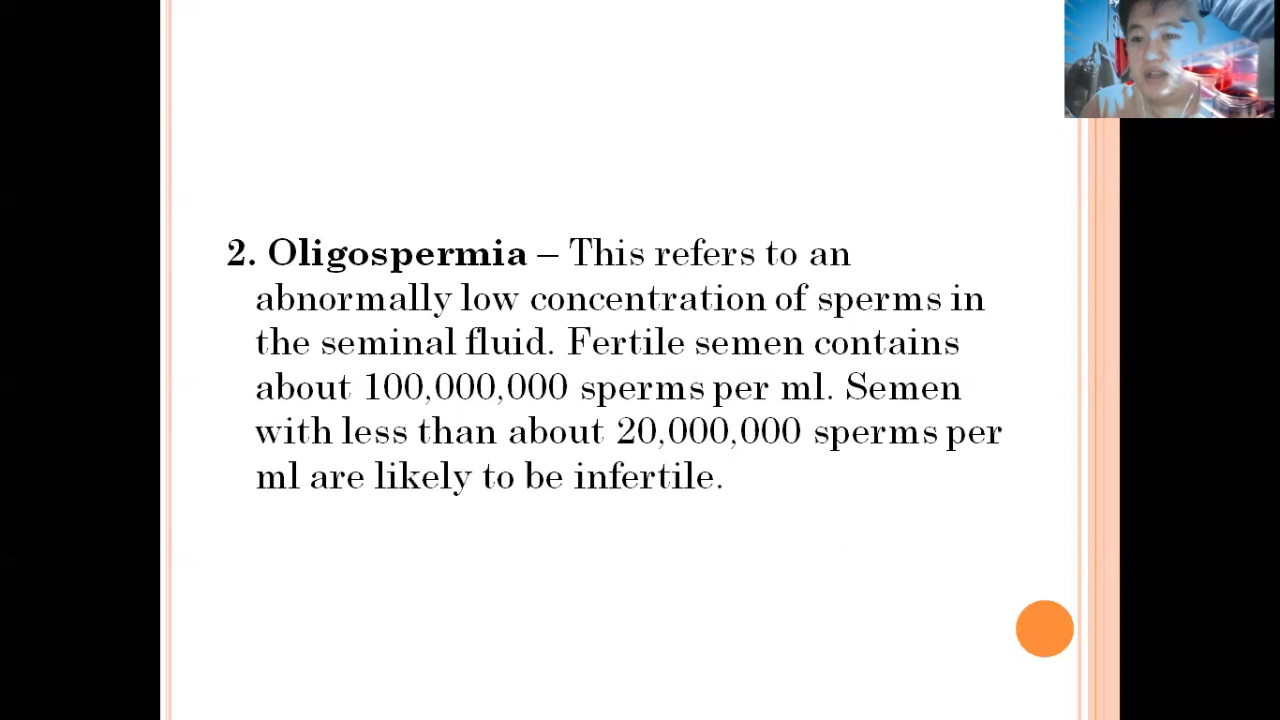 2. Oligospermia – This refers to an
abnormally low concentration of sperms in
the seminal fluid. Fertile semen contains
about 100,000,000 sperms per ml. Semen
with less than about 20,000,000 sperms per
ml are likely to be infertile.